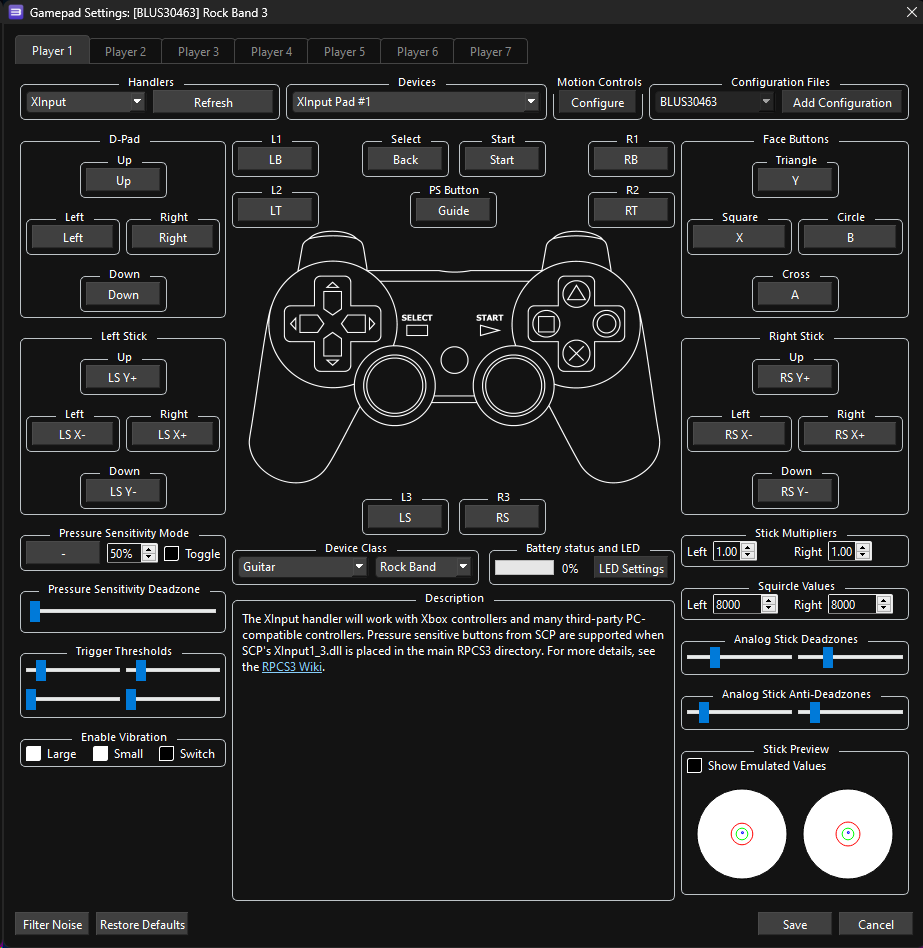 Gamepad Settings: [BLUS30463] Rock Band 3
Player 1 Player 2 Player 3 Player 4 Player 5 Player 6 Player 7
Handlers Devices Motion Controls Configuration Files
XInput Refresh XInput Pad #1 Configure BLUS30463 Add Configuration
D-Pad L1 Select Start R1 Face Buttons
Up LB Back Start RB Triangle
Up Y
L2 PS Button R2
LT Guide RT
Left Right Square Circle
Left Right X B
Down Cross
Down A
SELECT START
Left Stick Right Stick
Up Up
LS Y+ RS Y+
Left Right Left Right
LS X- LS X+ RS X- RS X+
Down Down
LS Y- RS Y-
L3 R3
LS RS
Pressure Sensitivity Mode Stick Multipliers
- 50% Toggle Left 1.00 Right 1.00
Device Class Battery status and LED
Guitar Rock Band 0% LED Settings
Pressure Sensitivity Deadzone Squircle Values
Left 8000 Right 8000
Description
The XInput handler will work with Xbox controllers and many third-party PC-
compatible controllers. Pressure sensitive buttons from SCP are supported when
SCP's XInput1_3.dll is placed in the main RPCS3 directory. For more details, see
the RPCS3 Wiki.
Trigger Thresholds Analog Stick Deadzones
Analog Stick Anti-Deadzones
Enable Vibration
Large Small Switch
Stick Preview
Show Emulated Values
Filter Noise Restore Defaults Save Cancel